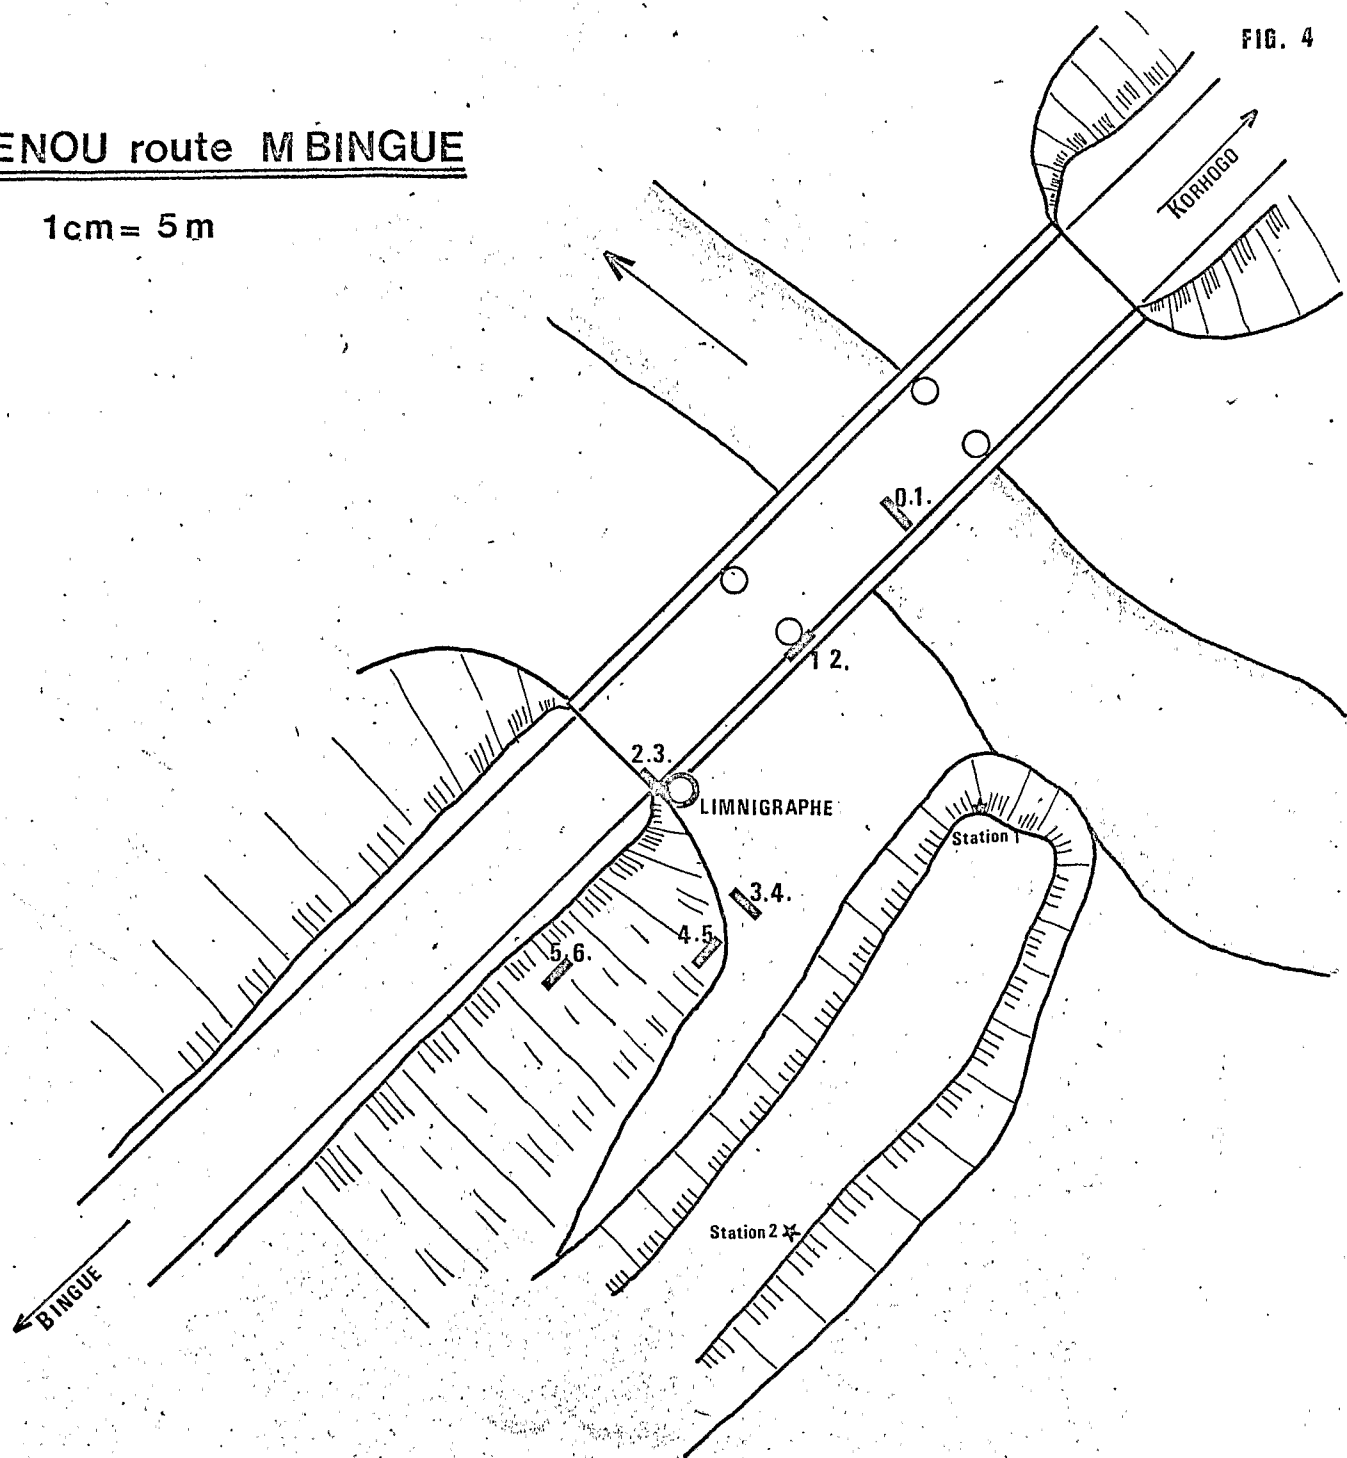 FIG. 4
ENOU route M BINGUE
1cm = 5 m
KORHOGO
0.1.
1 2.
2.3.
LIMNIGRAPHE
Station 1
3.4.
4.5
5.6.
Station 2
BINGUE